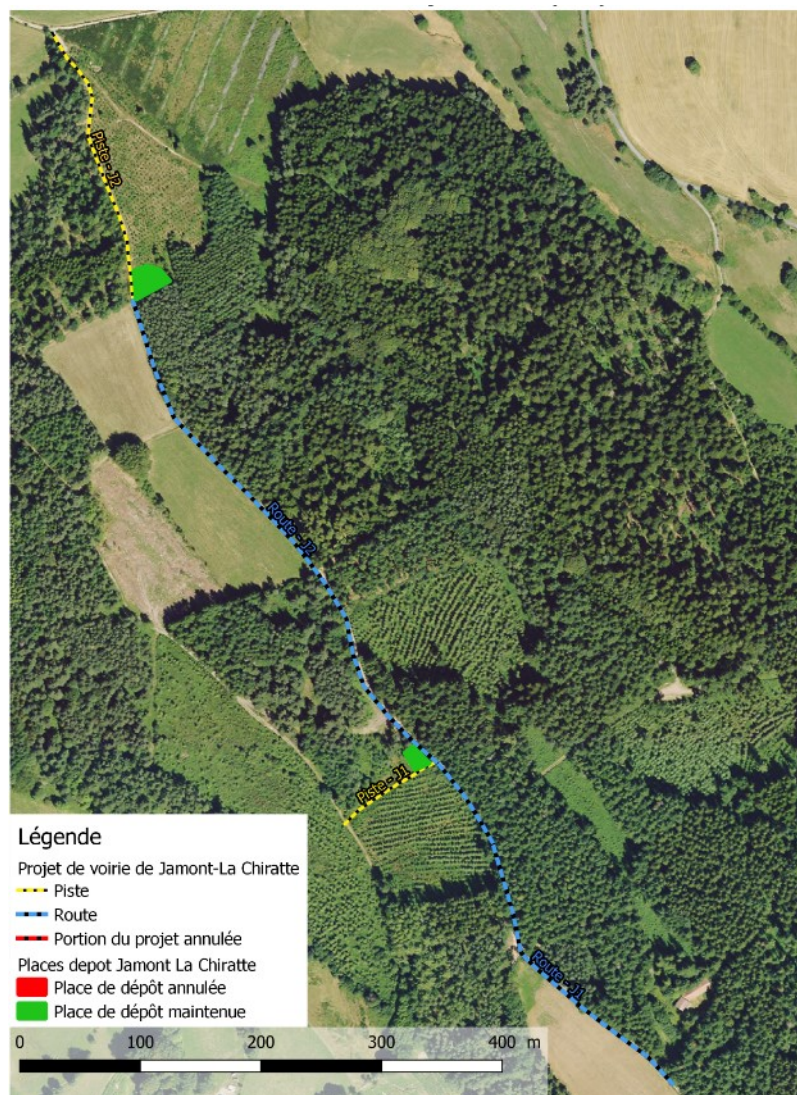 Piste - J2
Route - J2
Piste - J1
Route - J1
Légende
Projet de voirie de Jamont-La Chiratte
Piste
Route
Portion du projet annulée
Places depot Jamont La Chiratte
Place de dépôt annulée
Place de dépôt maintenue
0 100 200 300 400 m